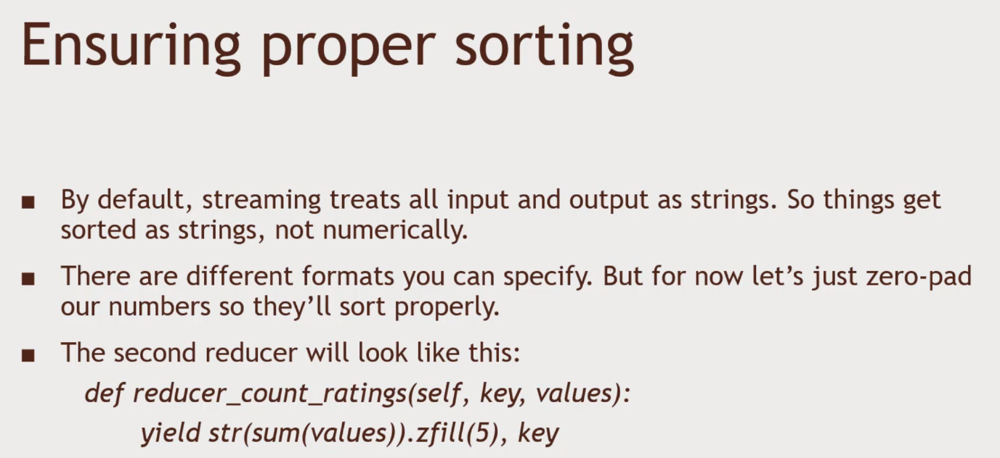 Ensuring proper sorting
■ By default, streaming treats all input and output as strings. So things get
sorted as strings, not numerically.
■ There are different formats you can specify. But for now let’s just zero-pad
our numbers so they’ll sort properly.
■ The second reducer will look like this:
def reducer_count_ratings(self, key, values):
yield str(sum(values)).zfill(5), key